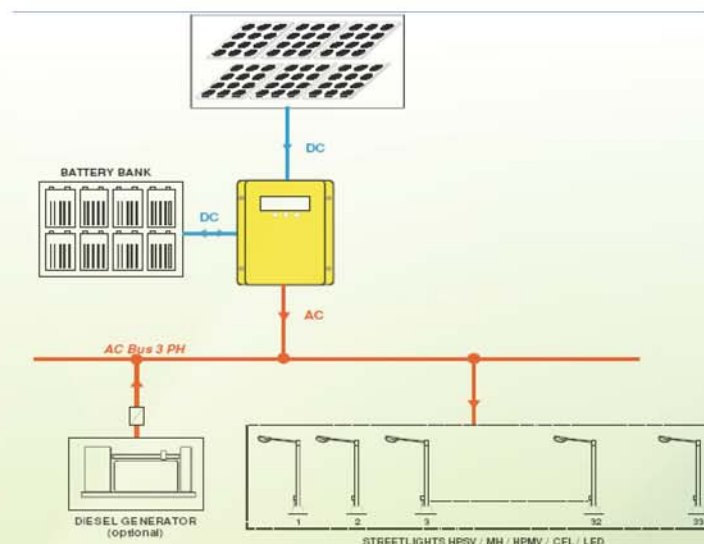 DC
BATTERY BANK
DC
AC
AC Bus 3 PH
DIESEL GENERATOR
(optional)
1 2 3 32 33
STREETLIGHTS HPSV / MH / HPMV / CFL / LED